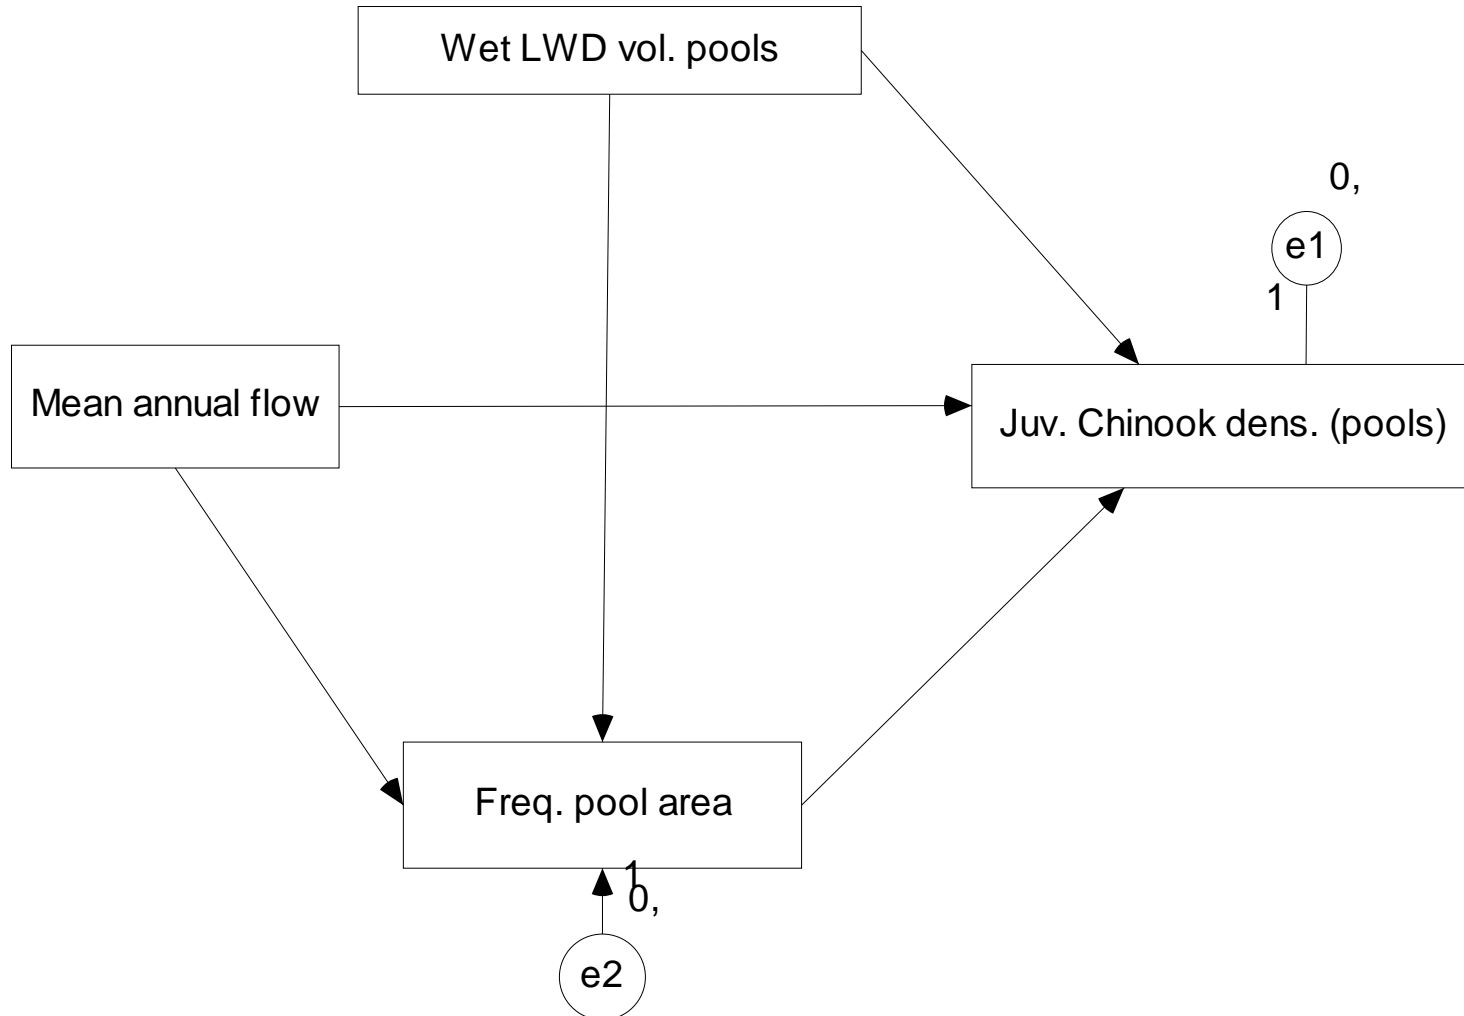 Wet LWD vol. pools
0,
e1
1
Mean annual flow
Juv. Chinook dens. (pools)
Freq. pool area
1
0,
e2